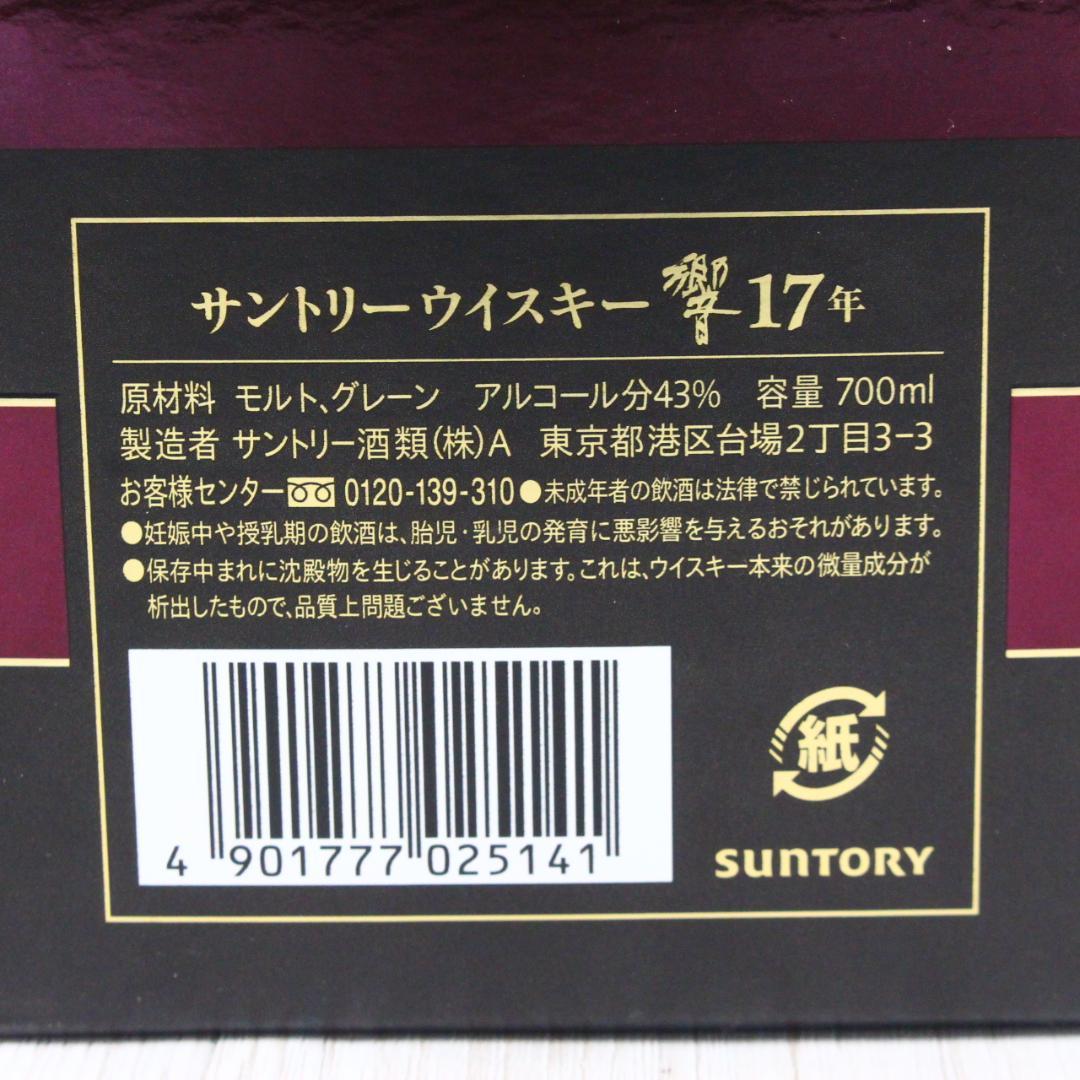 サントリーウイスキー響17年
原材料 モルト、グレーン アルコール分43% 容量 700ml
製造者 サントリー酒類(株)A 東京都港区台場2丁目3-3
お客様センター 0120-139-310 ●未成年者の飲酒は法律で禁じられています。
●妊娠中や授乳期の飲酒は、胎児・乳児の発育に悪影響を与えるおそれがあります。
●保存中まれに沈殿物を生じることがあります。これは、ウイスキー本来の微量成分が
析出したもので、品質上問題ございません。
紙
4 901777 025141
SUNTORY